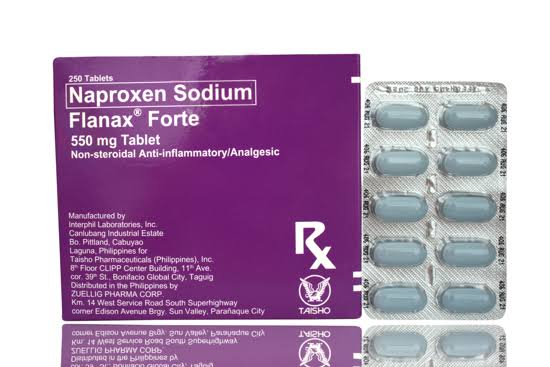 250 Tablets
Naproxen Sodium
Flanax® Forte
550 mg Tablet
Non-steroidal Anti-inflammatory/Analgesic
Manufactured by
Interphil Laboratories, Inc.
Canlubang Industrial Estate
Bo. Pittland, Cabuyao
Laguna, Philippines for
Taisho Pharmaceuticals (Philippines), Inc.
8th Floor CLIPP Center Building, 11th Ave.
cor. 39th St., Bonifacio Global City, Taguig
Distributed in the Philippines by
ZUELLIG PHARMA CORP.
Km. 14 West Service Road South Superhighway
corner Edison Avenue Brgy. Sun Valley, Parañaque City
Rx
TAISHO